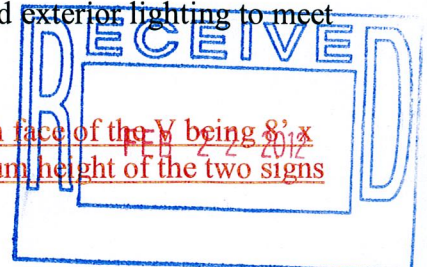 d exterior lighting to meet
RECEIVED
face of the V being 8' x
FEB 22 2012
m height of the two signs